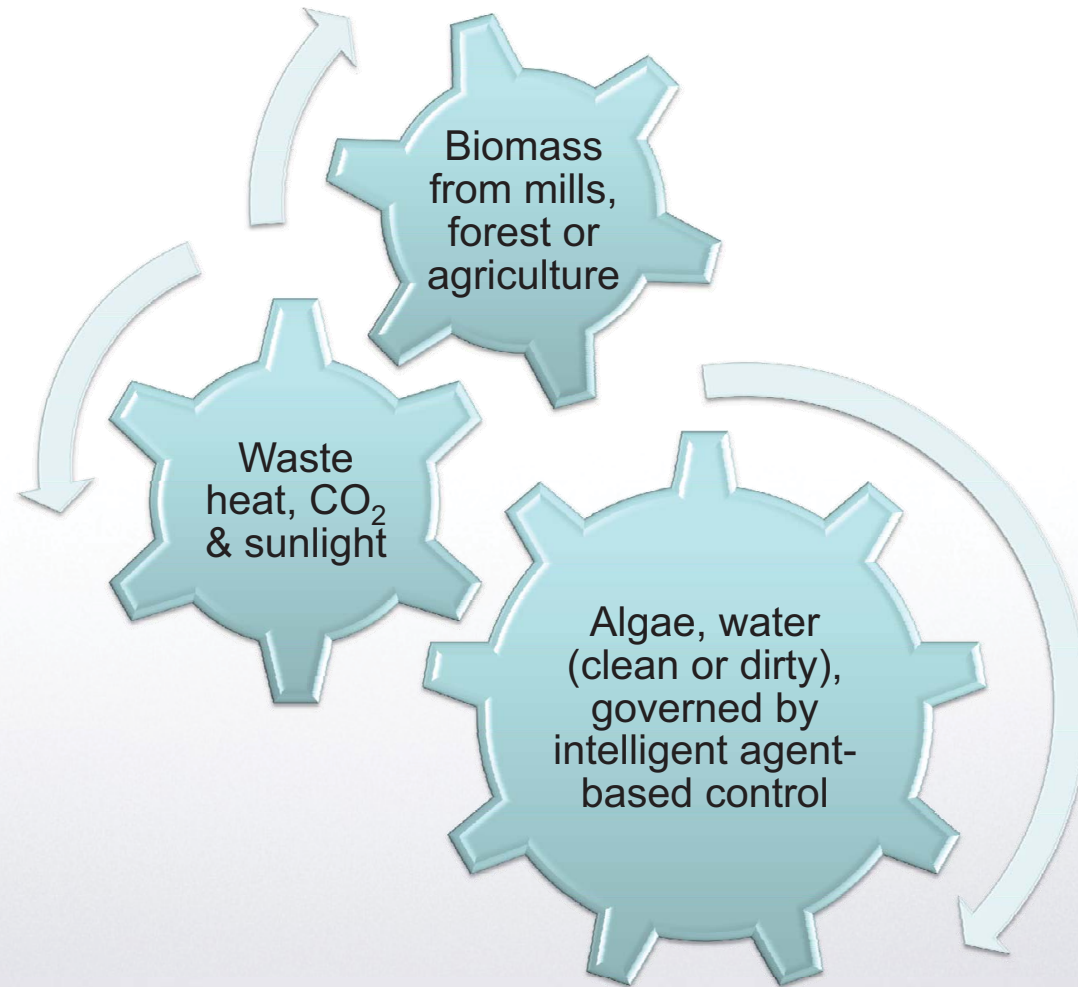 Biomass
from mills,
forest or
agriculture
Waste
heat, CO₂
& sunlight
Algae, water
(clean or dirty),
governed by
intelligent agent-
based control